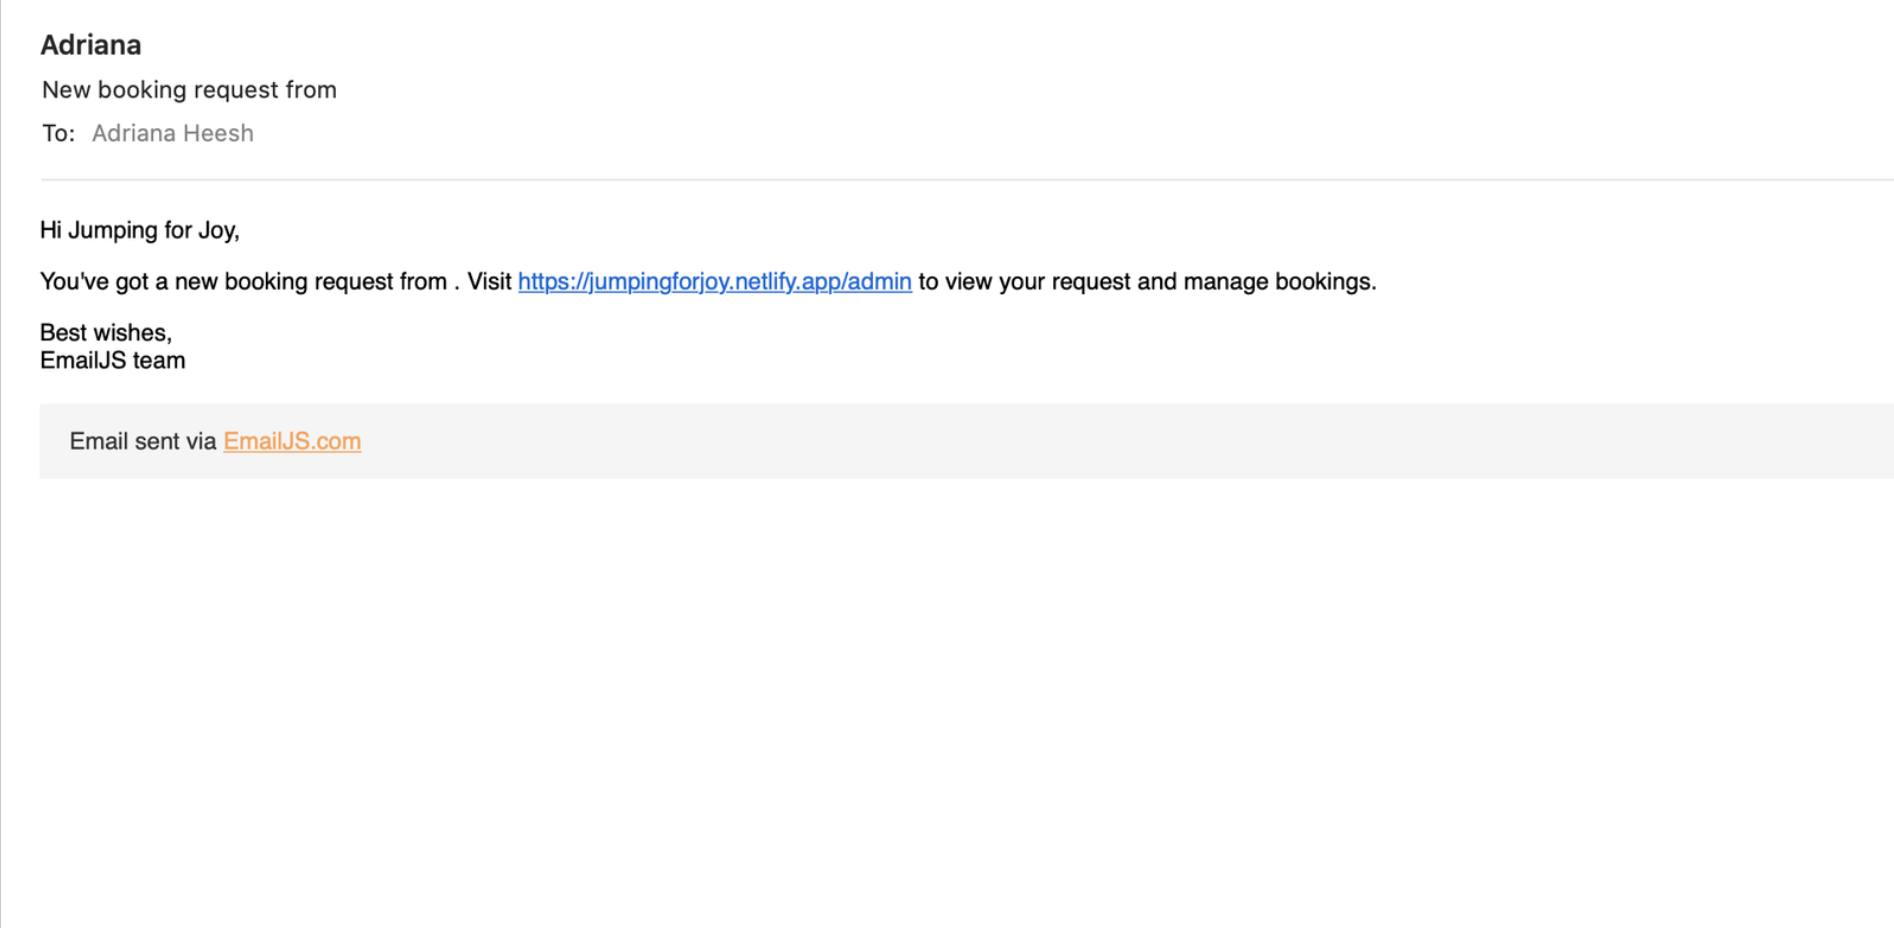 Adriana
New booking request from
To: Adriana Heesh
Hi Jumping for Joy,
You've got a new booking request from . Visit https://jumpingforjoy.netlify.app/admin to view your request and manage bookings.
Best wishes,
EmailJS team
Email sent via EmailJS.com